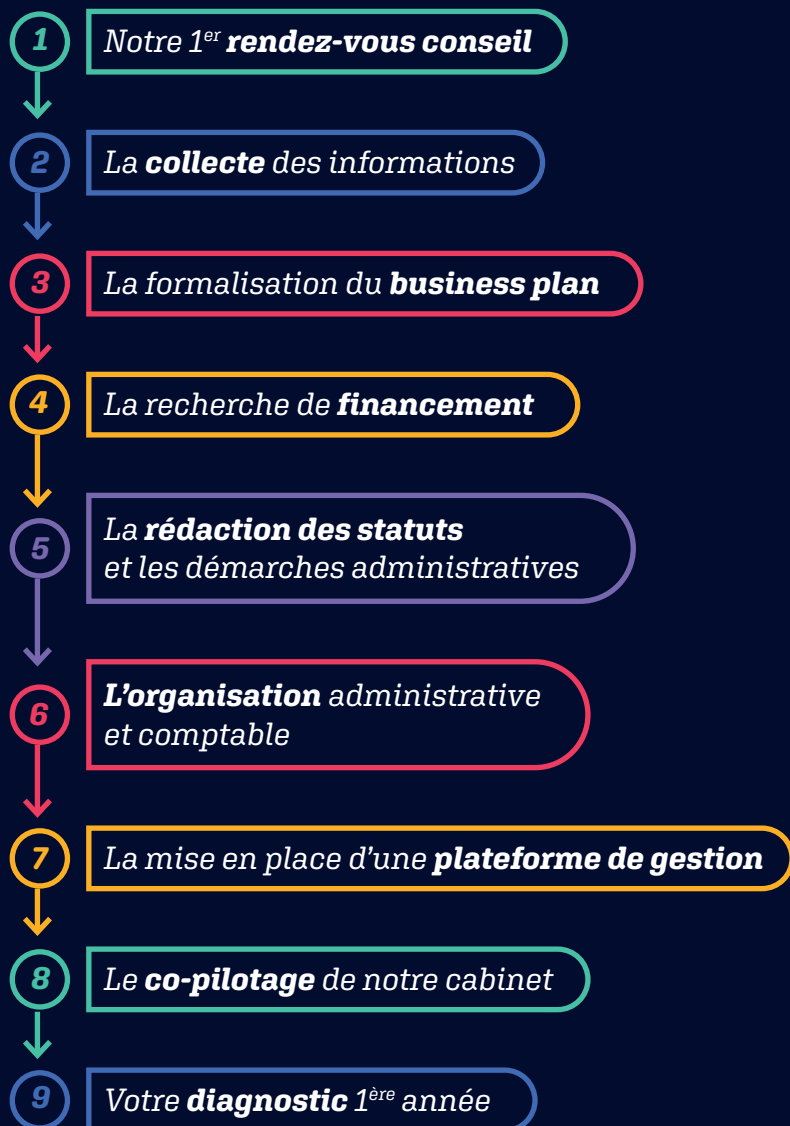 1
Notre 1er rendez-vous conseil
2
La collecte des informations
3
La formalisation du business plan
4
La recherche de financement
5
La rédaction des statuts
et les démarches administratives
6
L'organisation administrative
et comptable
7
La mise en place d'une plateforme de gestion
8
Le co-pilotage de notre cabinet
9
Votre diagnostic 1ère année